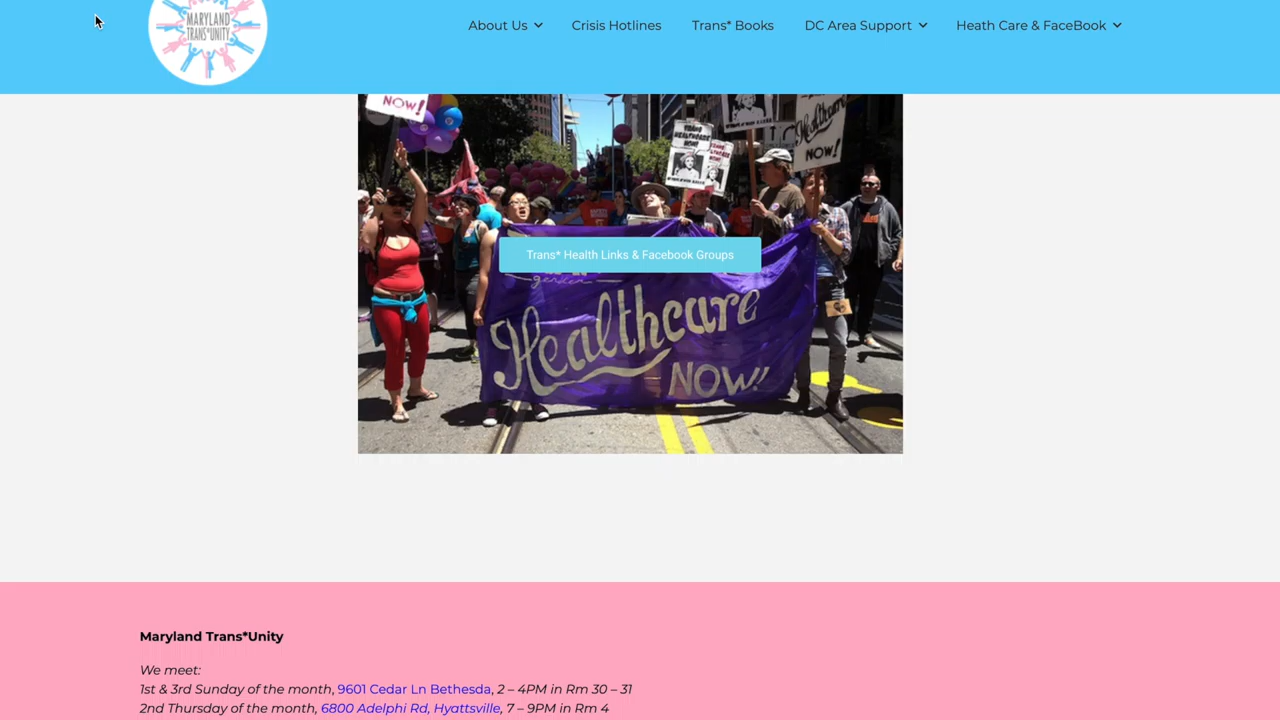 MARYLAND
TRANS*UNITY
About Us
Crisis Hotlines
Trans* Books
DC Area Support
Heath Care & FaceBook
NOW!
TRANS
HEALTHCARE
NOW!
Healthcare
NOW!
Trans* Health Links & Facebook Groups
gender
Healthcare
NOW!!
Maryland Trans*Unity
We meet:
1st & 3rd Sunday of the month, 9601 Cedar Ln Bethesda, 2 – 4PM in Rm 30 – 31
2nd Thursday of the month, 6800 Adelphi Rd, Hyattsville, 7 – 9PM in Rm 4